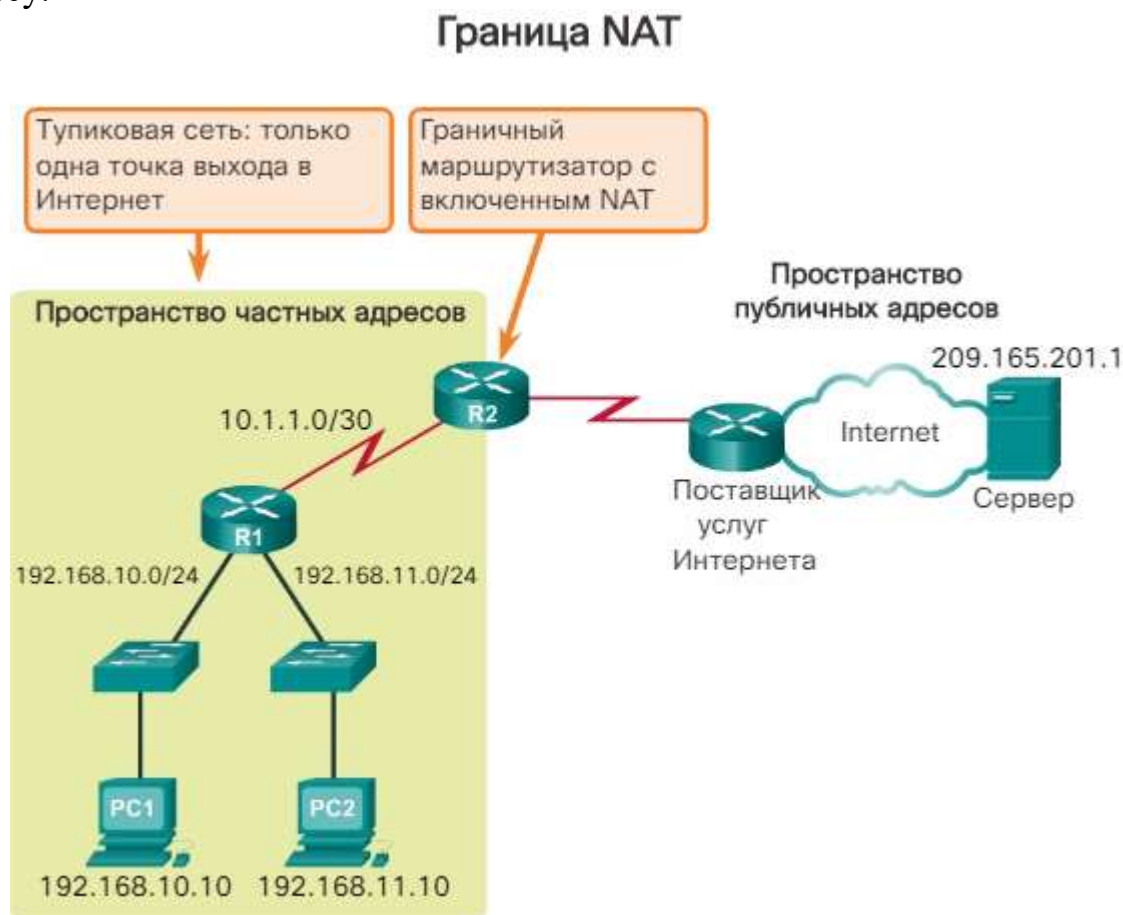 Граница NAT
Тупиковая сеть: только
одна точка выхода в
Интернет
Граничный
маршрутизатор с
включенным NAT
Пространство частных адресов
Пространство
публичных адресов
209.165.201.1
R2
10.1.1.0/30
Internet
Поставщик
услуг
Интернета
Сервер
R1
192.168.10.0/24
192.168.11.0/24
PC1
PC2
192.168.10.10
192.168.11.10